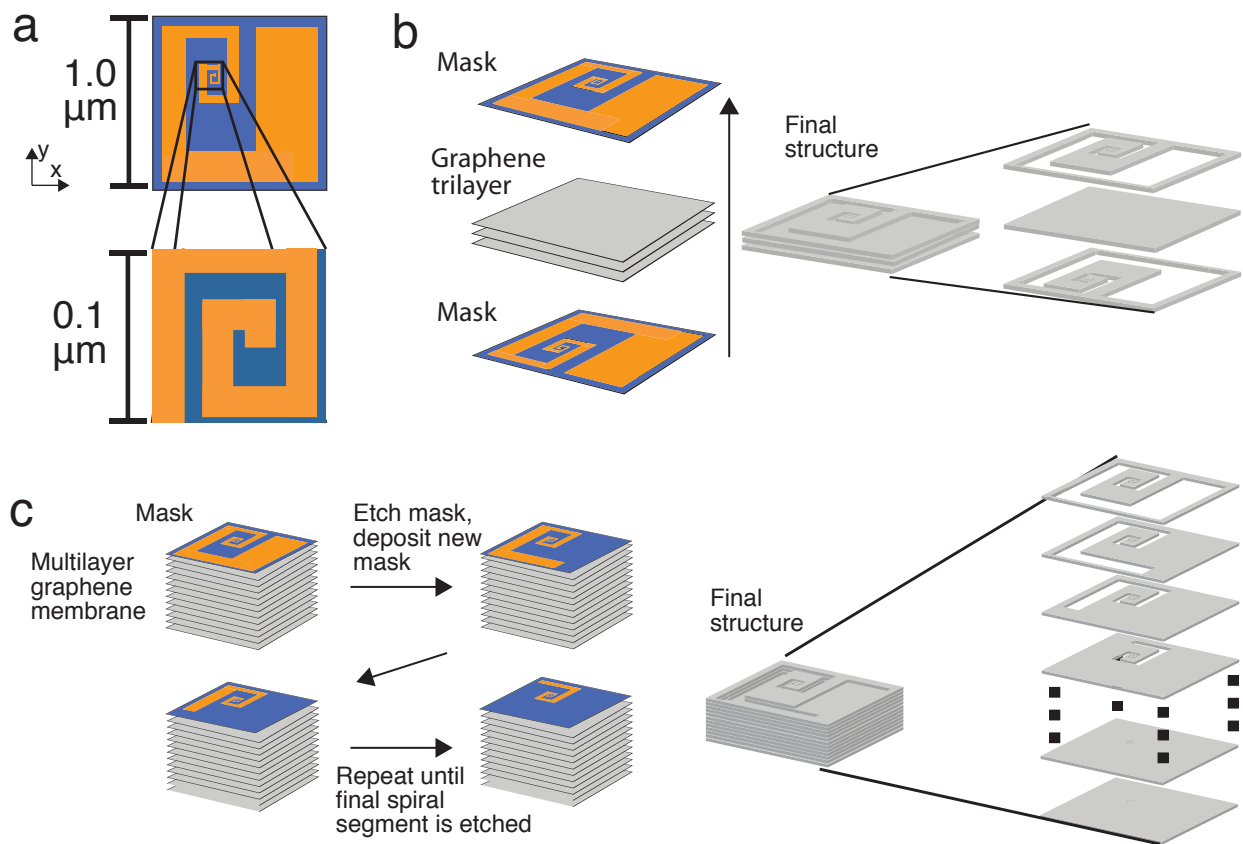 a
1.0
μm
y
x
0.1
μm
b
Mask
Graphene
trilayer
Mask
Final
structure
c
Mask
Multilayer
graphene
membrane
Etch mask,
deposit new
mask
Repeat until
final spiral
segment is etched
Final
structure